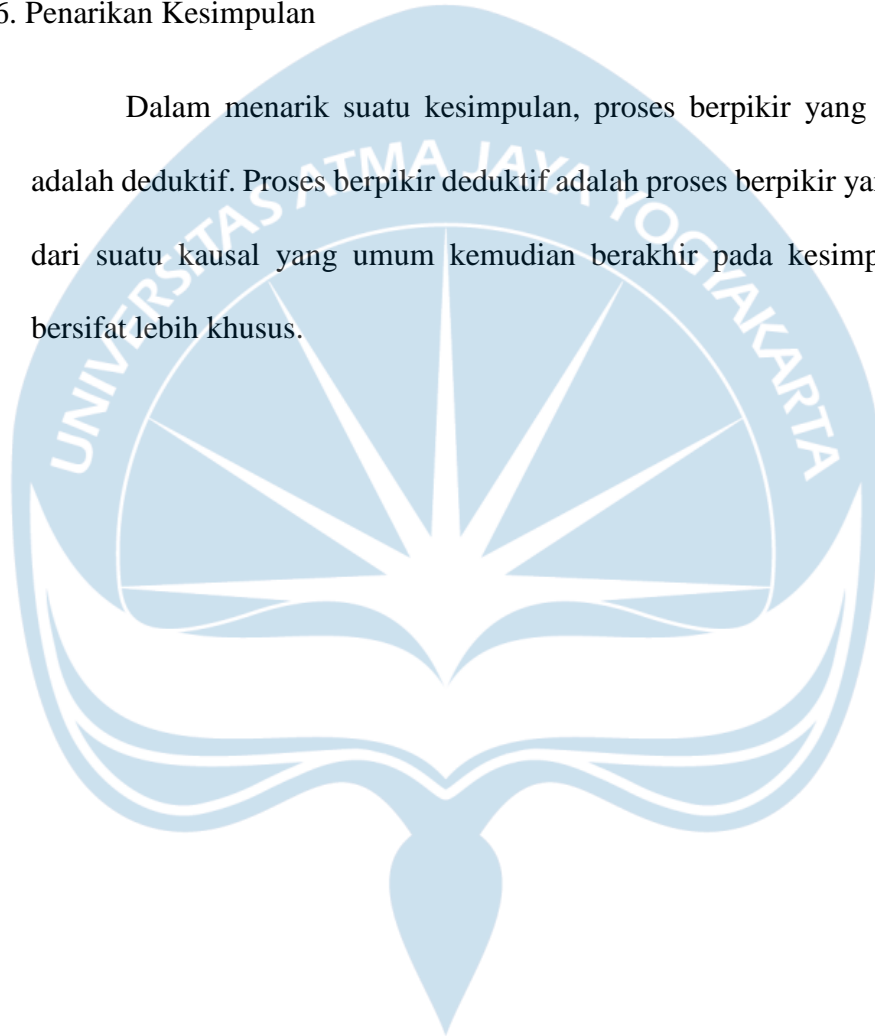 6. Penarikan Kesimpulan
Dalam menarik suatu kesimpulan, proses berpikir yang
adalah deduktif. Proses berpikir deduktif adalah proses berpikir
dari suatu kausal yang umum kemudian berakhir pada
bersifat lebih khusus.
UNIVERSITAS ATMA JAYA YOGYAKARTA